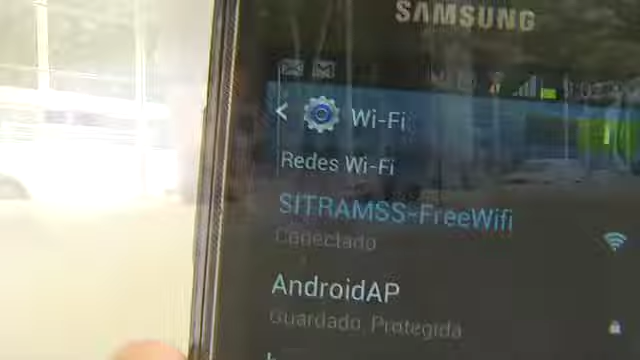 SAMSUNG
Wi-Fi
Redes Wi-Fi
SITRAMSS-FreeWifi
Conectado
AndroidAP
Guardado, Protegida